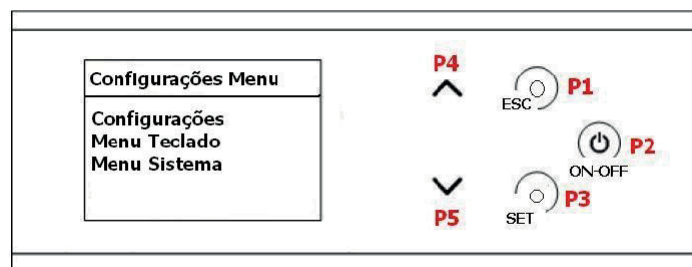 Configurações Menu
Configurações
Menu Teclado
Menu Sistema
P4
P1
ESC
P2
ON-OFF
P3
SET
P5